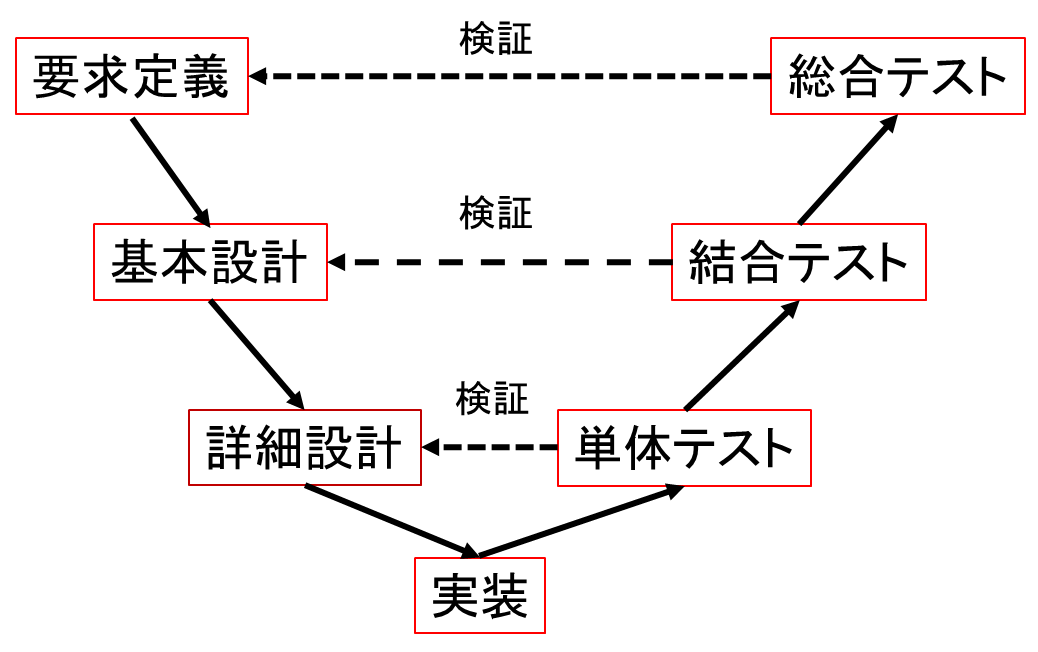 検証
要求定義
総合テスト
検証
基本設計
結合テスト
検証
詳細設計
単体テスト
実装